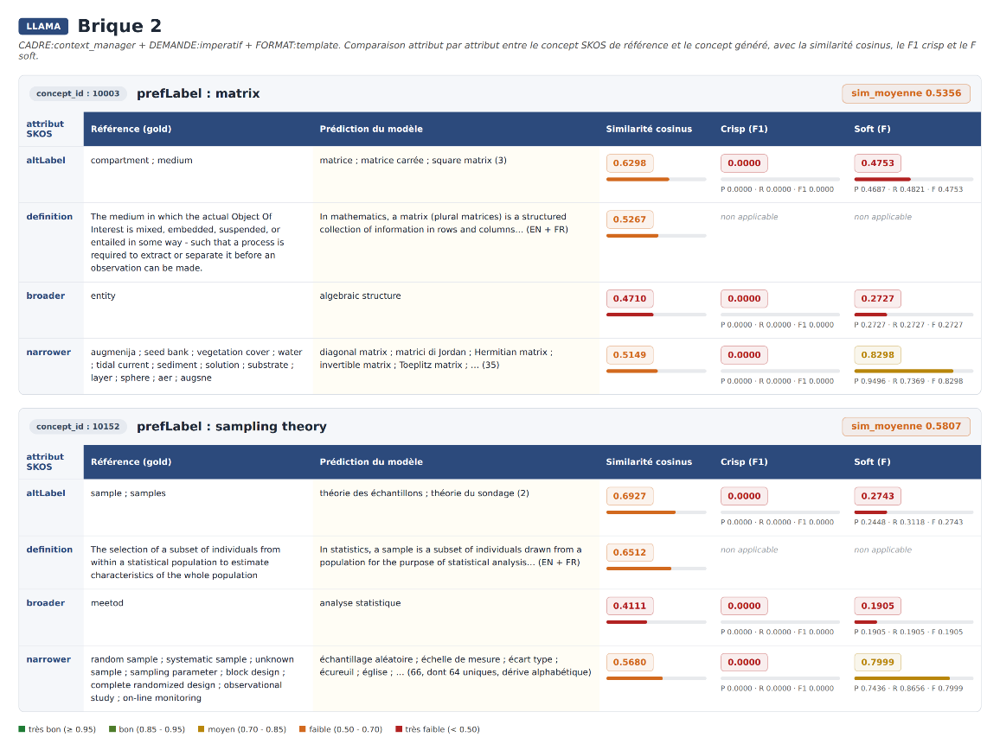 LLAMA Brique 2
CADRE:context_manager + DEMANDE:imperatif + FORMAT:template. Comparaison attribut par attribut entre le concept SKOS de référence et le concept généré, avec la similarité cosinus, le F1 crisp et le F
soft.
concept_id : 10003 prefLabel : matrix sim_moyenne 0.5356
attribut
SKOS
Référence (gold) Prédiction du modèle Similarité cosinus Crisp (F1) Soft (F)
altLabel compartment ; medium matrice ; matrice carrée ; square matrix (3) 0.6298 0.0000 0.4753
P 0.0000 · R 0.0000 · F1 0.0000 P 0.4687 · R 0.4821 · F 0.4753
definition The medium in which the actual Object Of In mathematics, a matrix (plural matrices) is a structured 0.5267 non applicable non applicable
Interest is mixed, embedded, suspended, or collection of information in rows and columns... (EN + FR)
entailed in some way - such that a process is
required to extract or separate it before an
observation can be made.
broader entity algebraic structure 0.4710 0.0000 0.2727
P 0.0000 · R 0.0000 · F1 0.0000 P 0.2727 · R 0.2727 · F 0.2727
narrower augmenija ; seed bank ; vegetation cover ; water diagonal matrix ; matrici di Jordan ; Hermitian matrix ; 0.5149 0.0000 0.8298
; tidal current ; sediment ; solution ; substrate ; invertible matrix ; Toeplitz matrix ; ... (35)
layer ; sphere ; aer ; augsne P 0.0000 · R 0.0000 · F1 0.0000 P 0.9496 · R 0.7369 · F 0.8298
concept_id : 10152 prefLabel : sampling theory sim_moyenne 0.5807
attribut
SKOS
Référence (gold) Prédiction du modèle Similarité cosinus Crisp (F1) Soft (F)
altLabel sample ; samples théorie des échantillons ; théorie du sondage (2) 0.6927 0.0000 0.2743
P 0.0000 · R 0.0000 · F1 0.0000 P 0.2448 · R 0.3118 · F 0.2743
definition The selection of a subset of individuals from In statistics, a sample is a subset of individuals drawn from a 0.6512 non applicable non applicable
within a statistical population to estimate population for the purpose of statistical analysis... (EN + FR)
characteristics of the whole population
broader meetod analyse statistique 0.4111 0.0000 0.1905
P 0.0000 · R 0.0000 · F1 0.0000 P 0.1905 · R 0.1905 · F 0.1905
narrower random sample ; systematic sample ; unknown échantillage aléatoire ; échelle de mesure ; écart type ; 0.5680 0.0000 0.7999
sample ; sampling parameter ; block design ; écureuil ; église ; ... (66, dont 64 uniques, dérive alphabétique)
complete randomized design ; observational P 0.0000 · R 0.0000 · F1 0.0000 P 0.7436 · R 0.8656 · F 0.7999
study ; on-line monitoring
très bon (≥ 0.95) bon (0.85 - 0.95) moyen (0.70 - 0.85) faible (0.50 - 0.70) très faible (< 0.50)